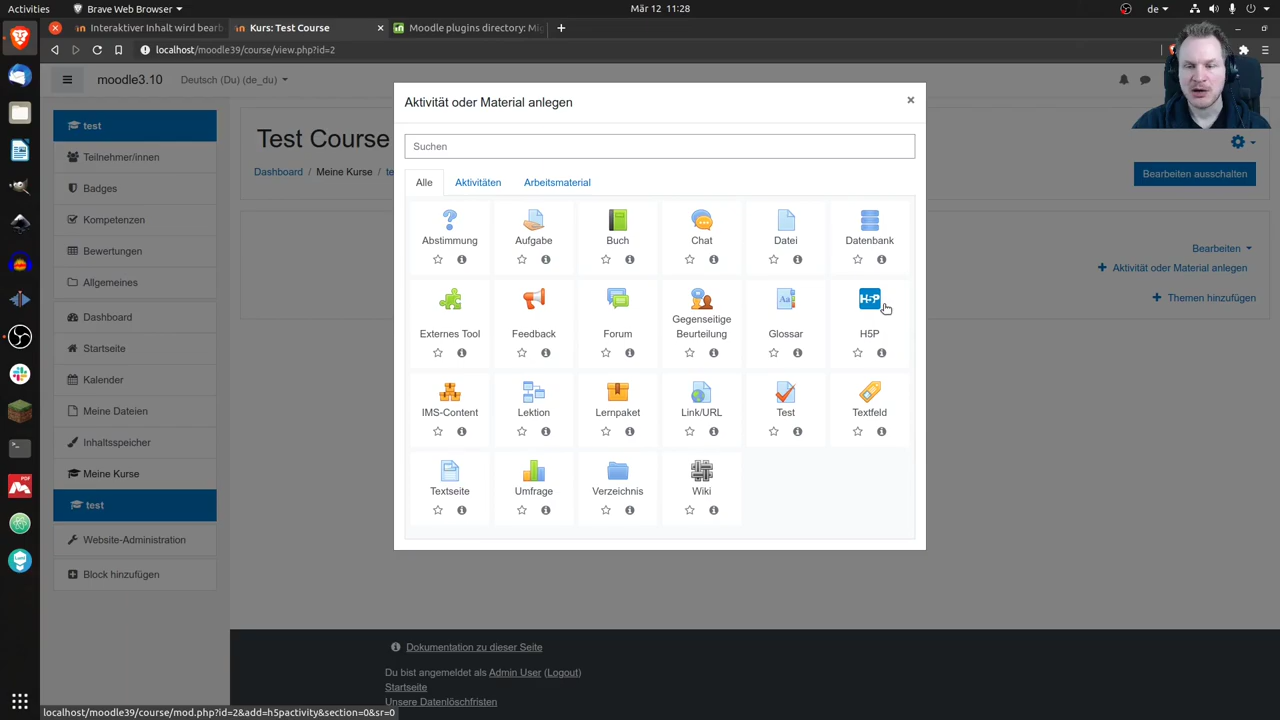 Activities
Brave Web Browser
Mär 12 11:28
de
Interaktiver Inhalt wird bearb
Kurs: Test Course
Moodle plugins directory: Mig
localhost/moodle39/course/view.php?id=2
moodle3.10
Deutsch (Du) (de_du)
test
Teilnehmer/innen
Badges
Kompetenzen
Bewertungen
Allgemeines
Dashboard
Startseite
Kalender
Meine Dateien
Inhaltsspeicher
Meine Kurse
test
Website-Administration
Block hinzufügen
Test Course
Dashboard / Meine Kurse / te
Bearbeiten ausschalten
Bearbeiten
Aktivität oder Material anlegen
Themen hinzufügen
Aktivität oder Material anlegen
Suchen
Alle
Aktivitäten
Arbeitsmaterial
Abstimmung
Aufgabe
Buch
Chat
Datei
Datenbank
Externes Tool
Feedback
Forum
Gegenseitige
Beurteilung
Aa
Glossar
H-P
H5P
IMS-Content
Lektion
Lernpaket
Link/URL
Test
Textfeld
Textseite
Umfrage
Verzeichnis
Wiki
PDF
Dokumentation zu dieser Seite
Du bist angemeldet als Admin User (Logout)
Startseite
Unsere Datenlöschfristen
localhost/moodle39/course/mod.php?id=2&add=h5pactivity&section=0&sr=0